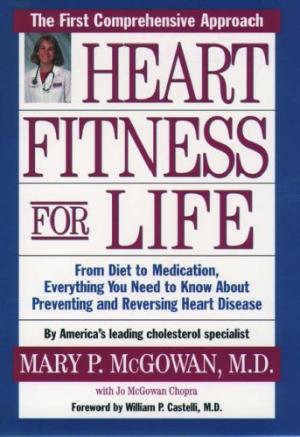 The First Comprehensive Approach
HEART
FITNESS
FOR LIFE
From Diet to Medication,
Everything You Need to Know About
Preventing and Reversing Heart Disease
By America's leading cholesterol specialist
MARY P. McGOWAN, M.D.
with Jo McGowan Chopra
Foreword by William P. Castelli, M.D.